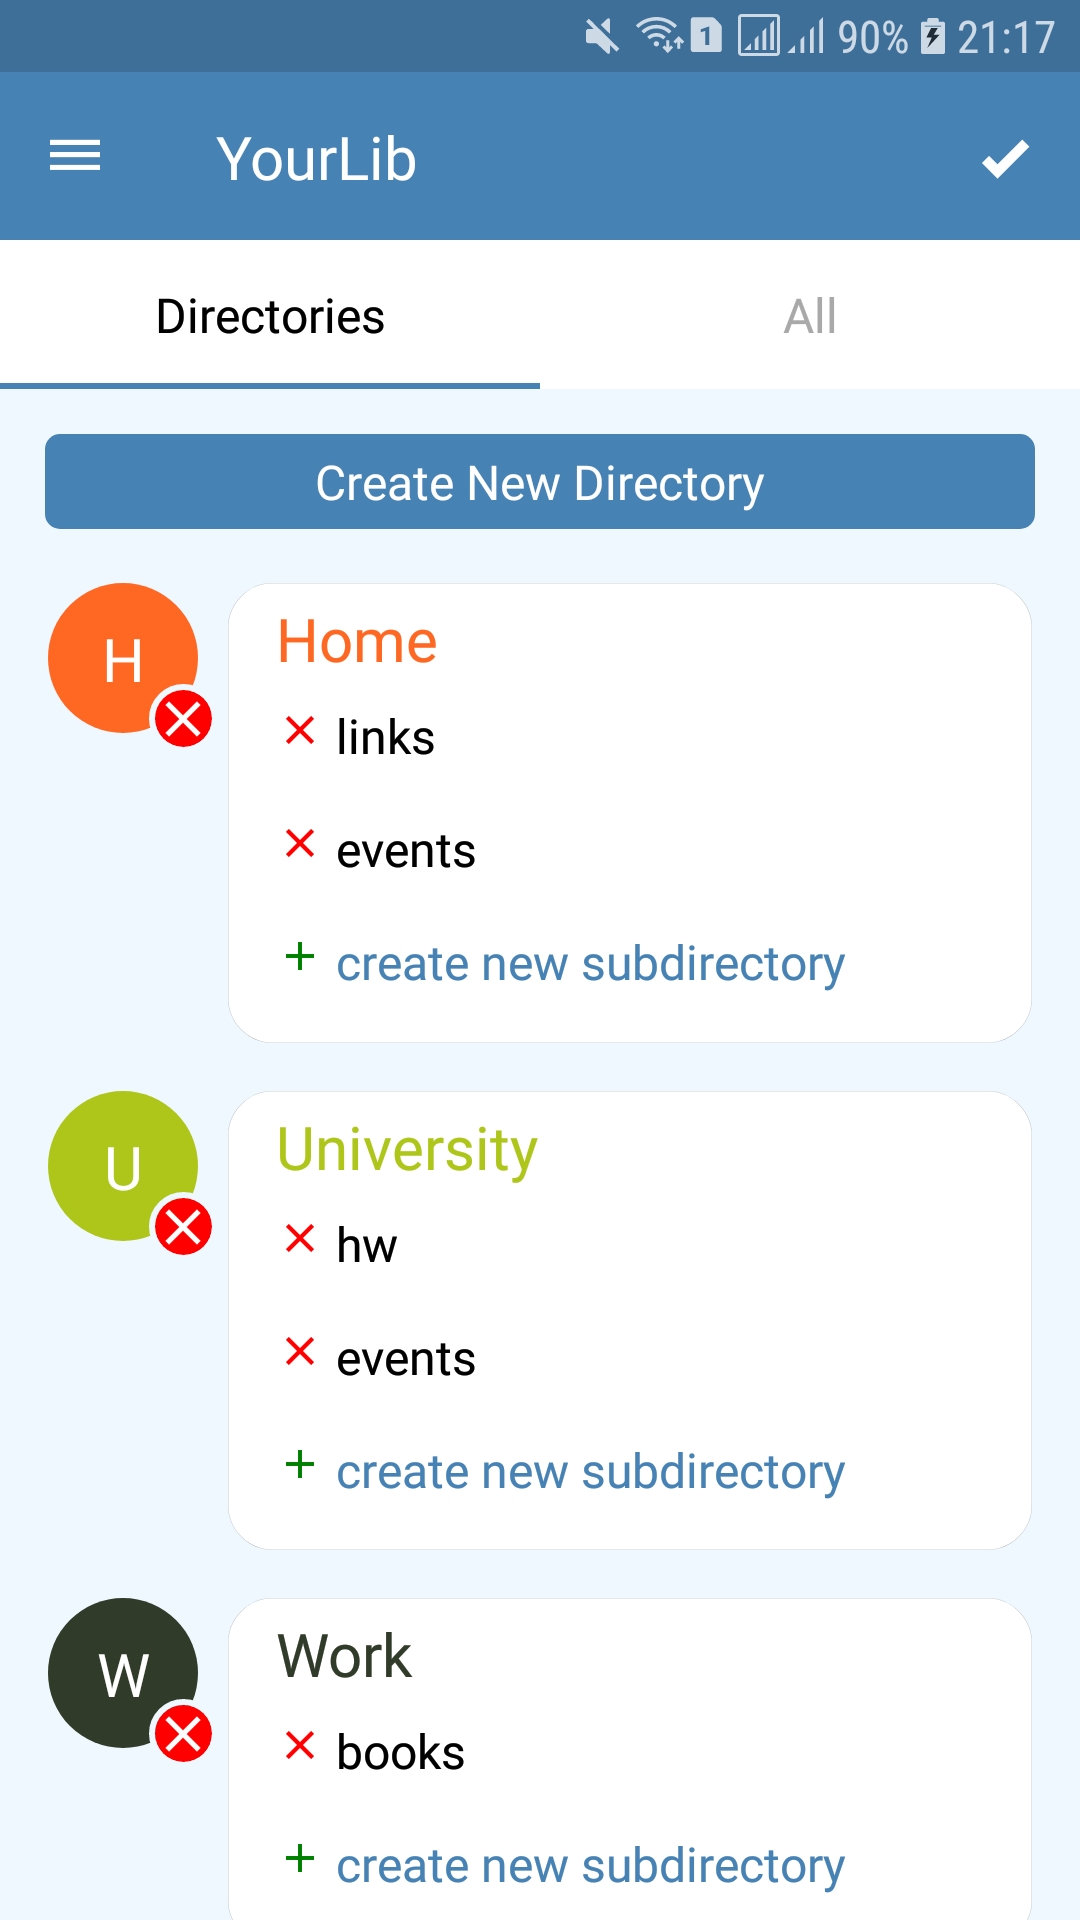 1 90% 21:17
YourLib
Directories All
Create New Directory
H Home
links
events
create new subdirectory
U University
hw
events
create new subdirectory
W Work
books
create new subdirectory